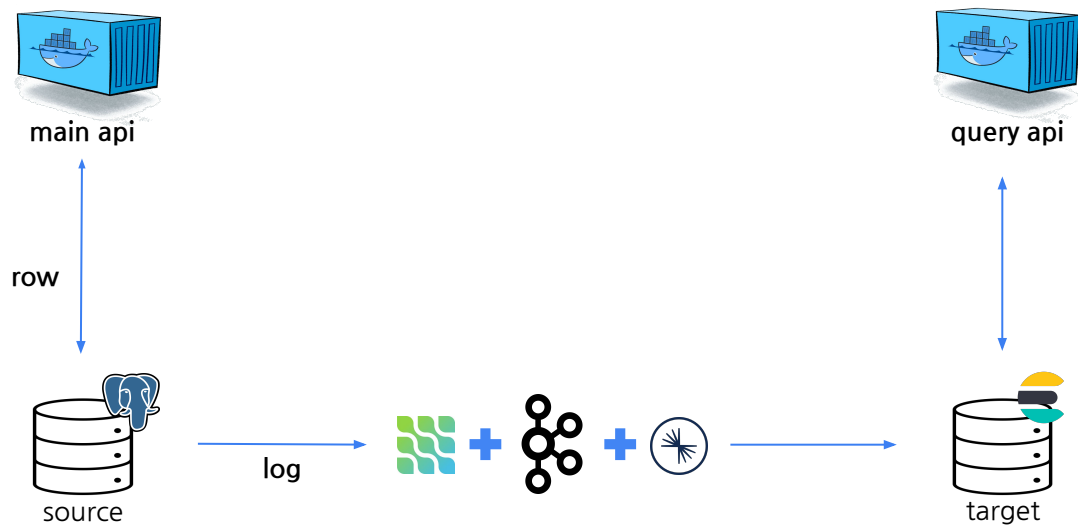 main api
query api
row
log
source
target